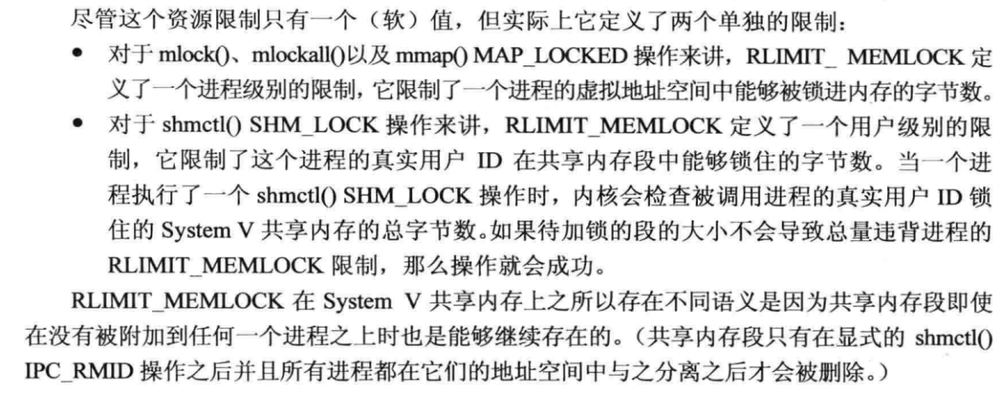 尽管这个资源限制只有一个（软）值，但实际上它定义了两个单独的限制：
● 对于 mlock()、mlockall()以及 mmap() MAP_LOCKED 操作来讲，RLIMIT_ MEMLOCK 定
义了一个进程级别的限制，它限制了一个进程的虚拟地址空间中能够被锁进内存的字节数。
● 对于 shmctl() SHM_LOCK 操作来讲，RLIMIT_MEMLOCK 定义了一个用户级别的限
制，它限制了这个进程的真实用户 ID 在共享内存段中能够锁住的字节数。当一个进
程执行了一个 shmctl() SHM_LOCK 操作时，内核会检查被调用进程的真实用户 ID 锁
住的 System V 共享内存的总字节数。如果待加锁的段的大小不会导致总量违背进程的
RLIMIT_MEMLOCK 限制，那么操作就会成功。
RLIMIT_MEMLOCK 在 System V 共享内存上之所以存在不同语义是因为共享内存段即使
在没有被附加到任何一个进程之上时也是能够继续存在的。（共享内存段只有在显式的 shmctl()
IPC_RMID 操作之后并且所有进程都在它们的地址空间中与之分离之后才会被删除。）